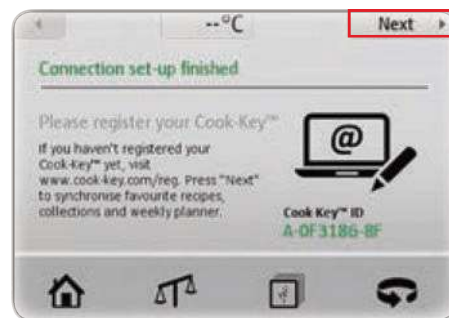 --°C
Next
Connection set-up finished
Please register your Cook-Key™
If you haven't registered your
Cook-Key™ yet, visit
www.cook-key.com/reg. Press "Next"
to synchronise favourite recipes,
collections and weekly planner.
@
Cook Key™ ID
A-0F3186-8F